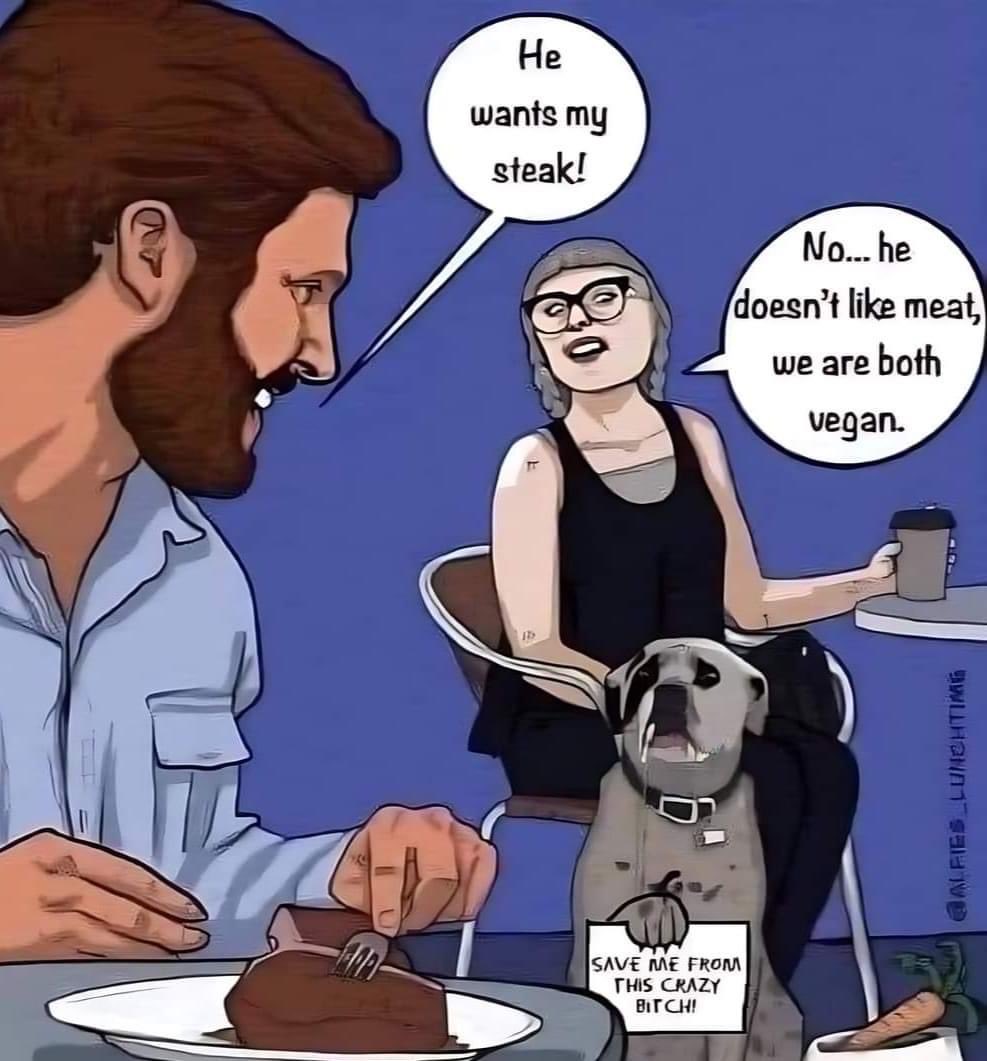 He
wants my
steak!
No... he
doesn't like meat,
we are both
vegan.
SAVE ME FROM
THIS CRAZY
BITCH!
@ALFIES_LUNCHTIME